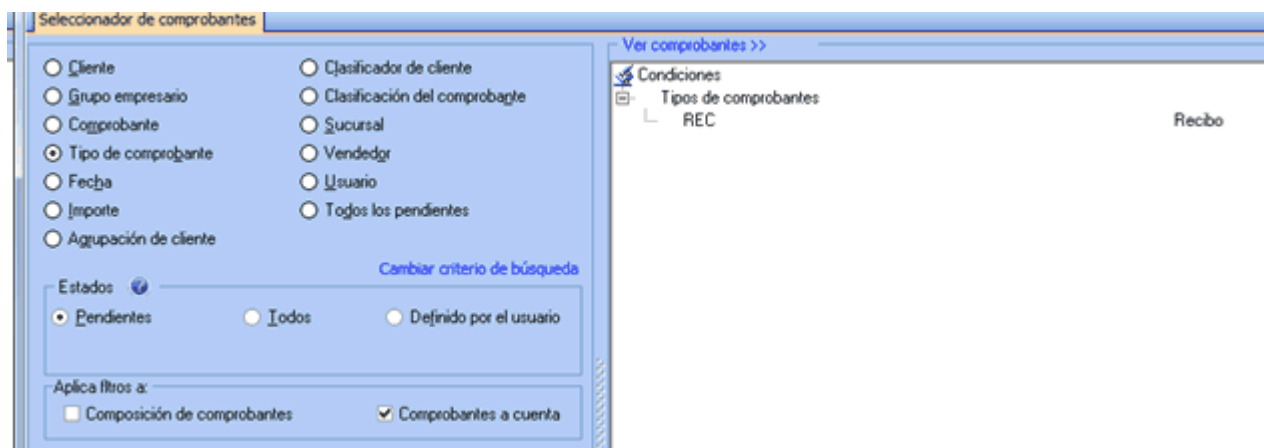 Seleccionador de comprobantes
Cliente
Clasificador de cliente
Grupo empresario
Clasificación del comprobante
Comprobante
Sucursal
Tipo de comprobante
Vendedor
Fecha
Usuario
Importe
Todos los pendientes
Agrupación de cliente
Cambiar criterio de búsqueda
Estados
Pendientes
Todos
Definido por el usuario
Aplica fltros a:
Composición de comprobantes
Comprobantes a cuenta
Ver comprobantes >>
Condiciones
Tipos de comprobantes
REC Recibo